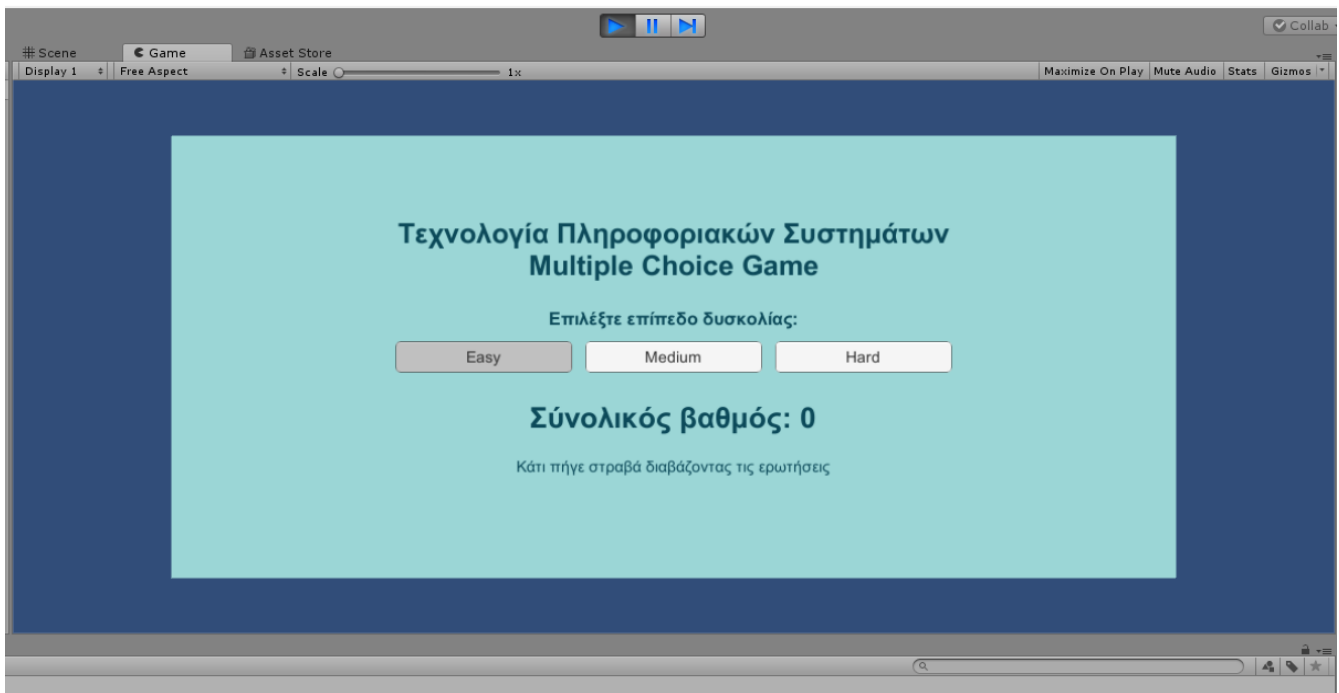 Collab
Scene Game Asset Store
Display 1 Free Aspect Scale 1x Maximize On Play Mute Audio Stats Gizmos
Τεχνολογία Πληροφοριακών Συστημάτων
Multiple Choice Game
Επιλέξτε επίπεδο δυσκολίας:
Easy Medium Hard
Σύνολικός βαθμός: 0
Κάτι πήγε στραβά διαβάζοντας τις ερωτήσεις